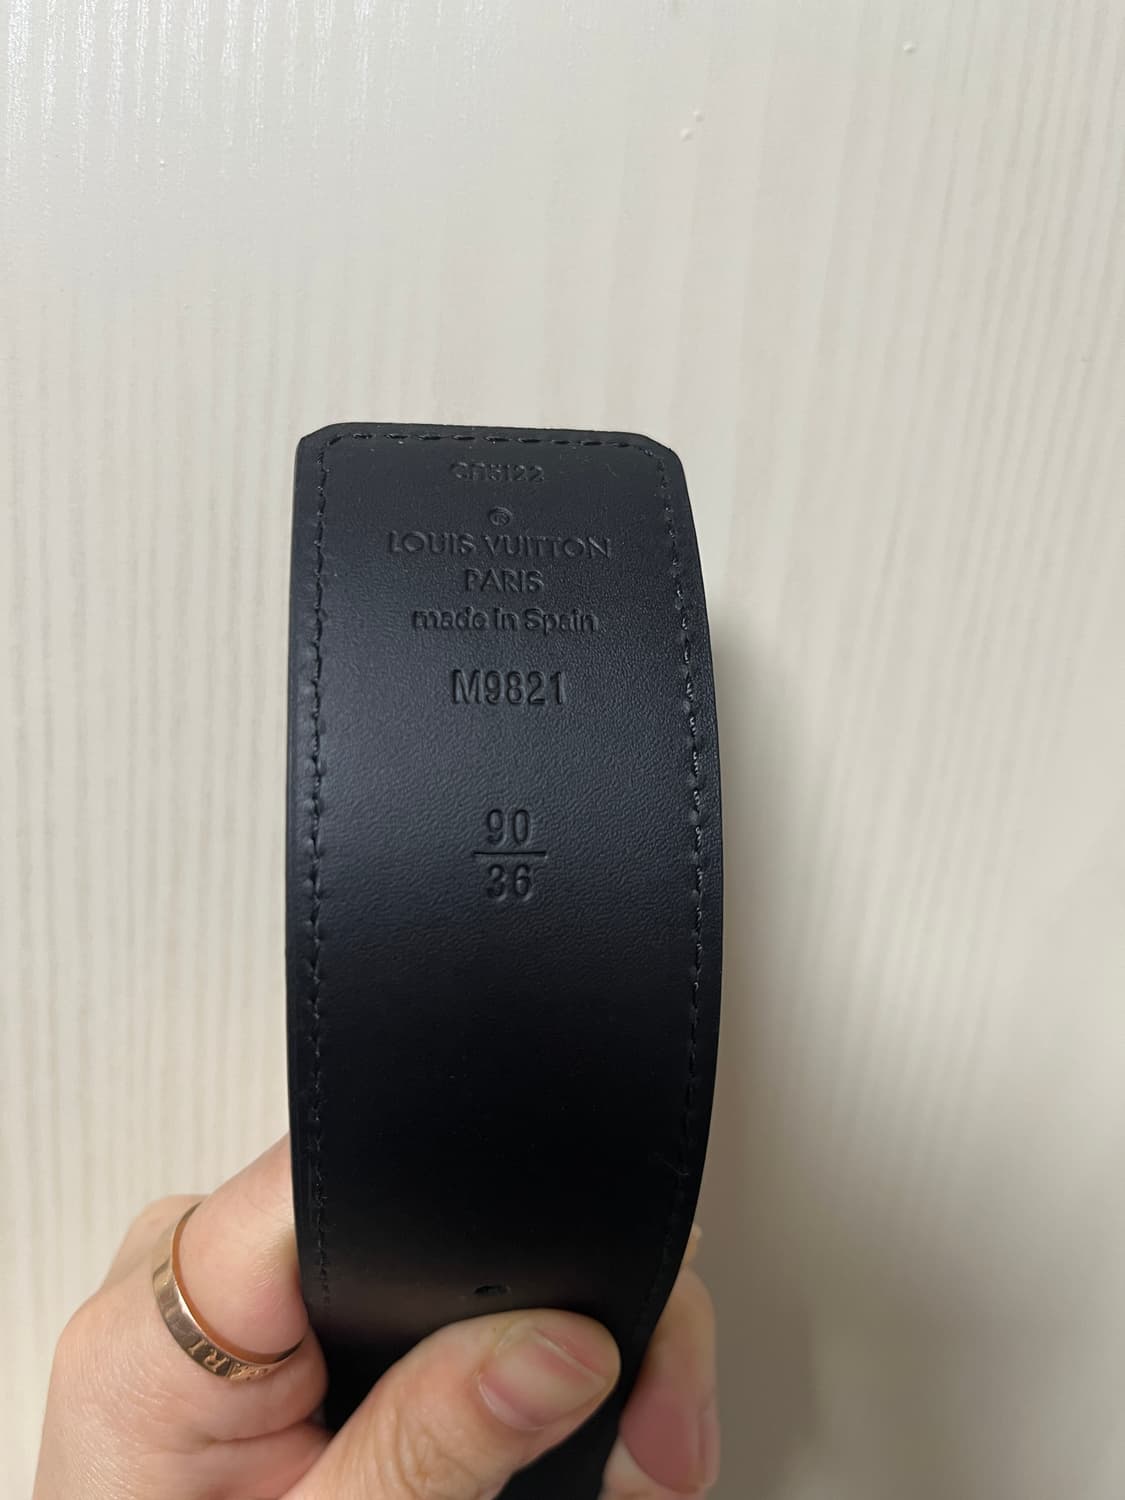 ®
LOUIS VUITTON
PARIS
made in Spain
M9821
90
36